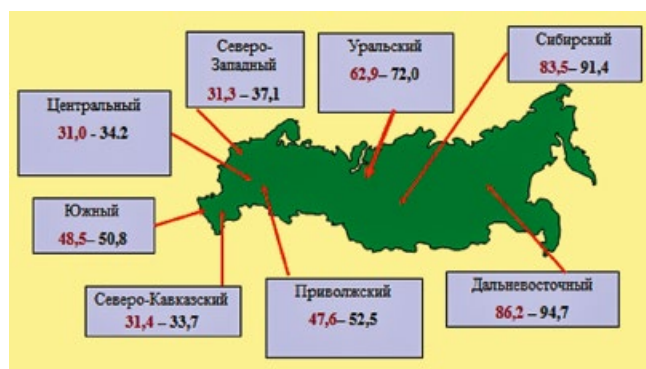 Северо-
Западный
31,3 – 37,1
Уральский
62,9– 72,0
Сибирский
83,5– 91,4
Центральный
31,0 - 34.2
Южный
48,5– 50,8
Северо-Кавказский
31,4 – 33,7
Приволжский
47,6– 52,5
Дальневосточный
86,2 – 94,7